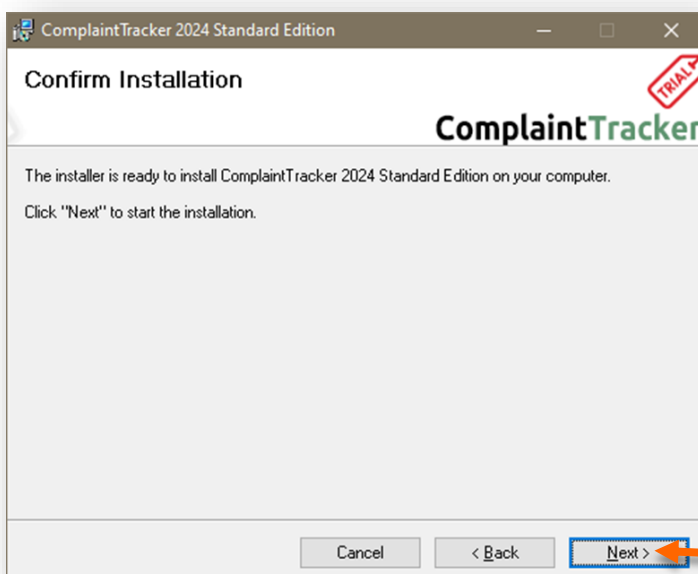 ComplaintTracker 2024 Standard Edition
Confirm Installation
TRIAL
ComplaintTracker
The installer is ready to install ComplaintTracker 2024 Standard Edition on your computer.
Click "Next" to start the installation.
Cancel
< Back
Next >